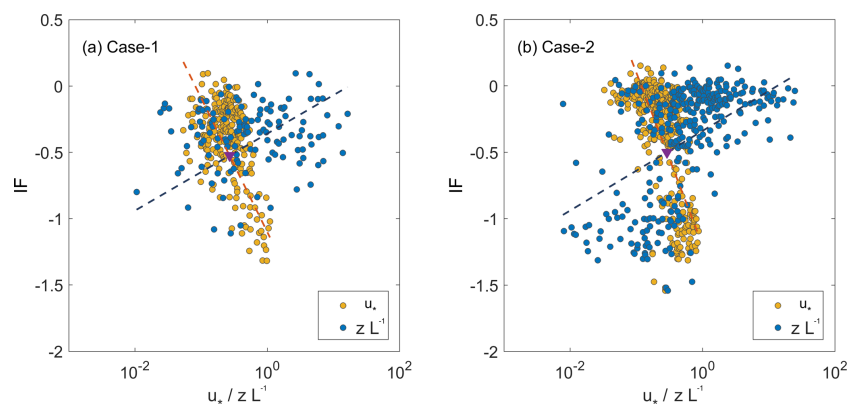 (a) Case-1
0.5
0
-0.5
-1
-1.5
-2
IF
10⁻² 10⁰ 10²
u* / z L⁻¹
u*
z L⁻¹
(b) Case-2
0.5
0
-0.5
-1
-1.5
-2
IF
10⁻² 10⁰ 10²
u* / z L⁻¹
u*
z L⁻¹